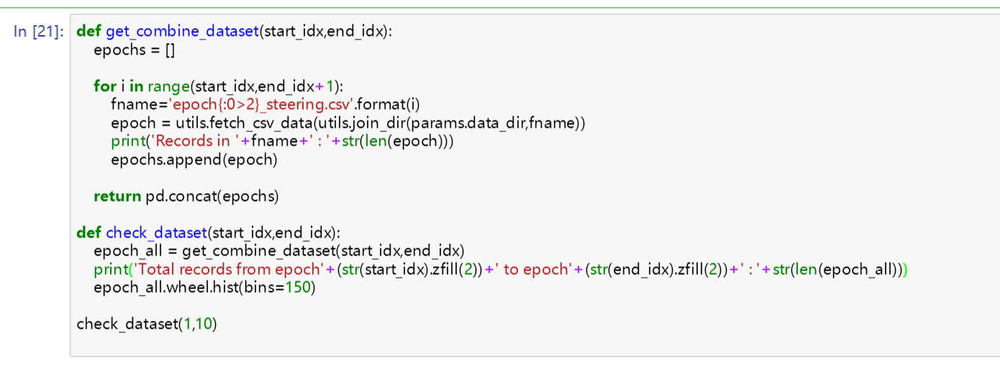 In [21]: def get_combine_dataset(start_idx,end_idx):
    epochs = []

    for i in range(start_idx,end_idx+1):
        fname='epoch{:0>2}_steering.csv'.format(i)
        epoch = utils.fetch_csv_data(utils.join_dir(params.data_dir,fname))
        print('Records in '+fname+' : '+str(len(epoch)))
        epochs.append(epoch)

    return pd.concat(epochs)

def check_dataset(start_idx,end_idx):
    epoch_all = get_combine_dataset(start_idx,end_idx)
    print('Total records from epoch'+(str(start_idx).zfill(2))+' to epoch'+(str(end_idx).zfill(2))+' : '+str(len(epoch_all)))
    epoch_all.wheel.hist(bins=150)

check_dataset(1,10)